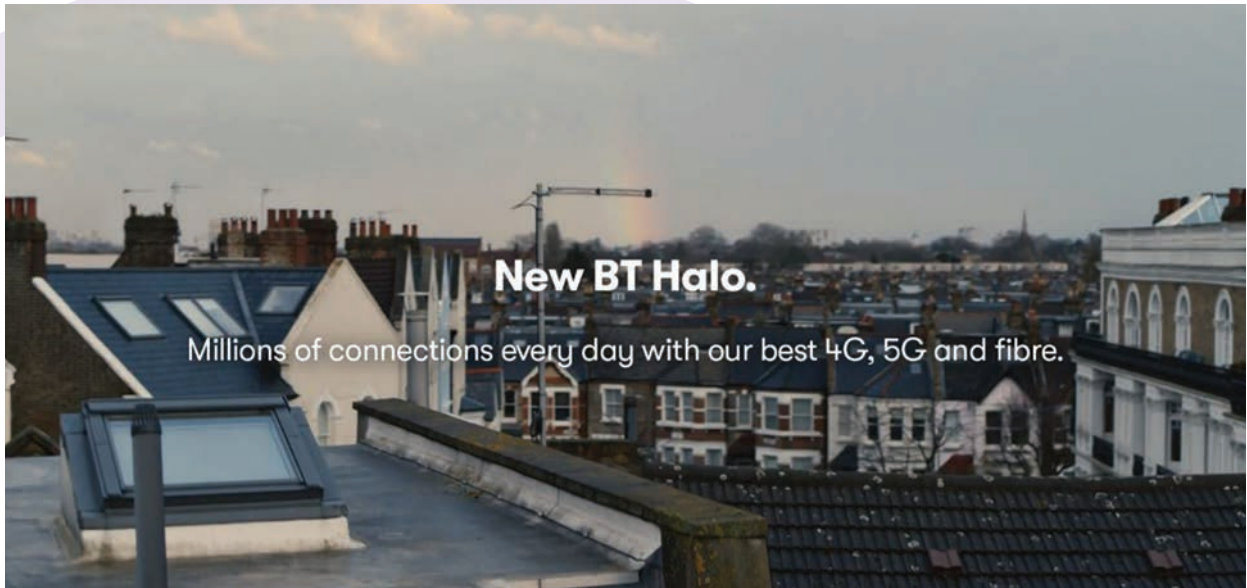 New BT Halo.
Millions of connections every day with our best 4G, 5G and fibre.